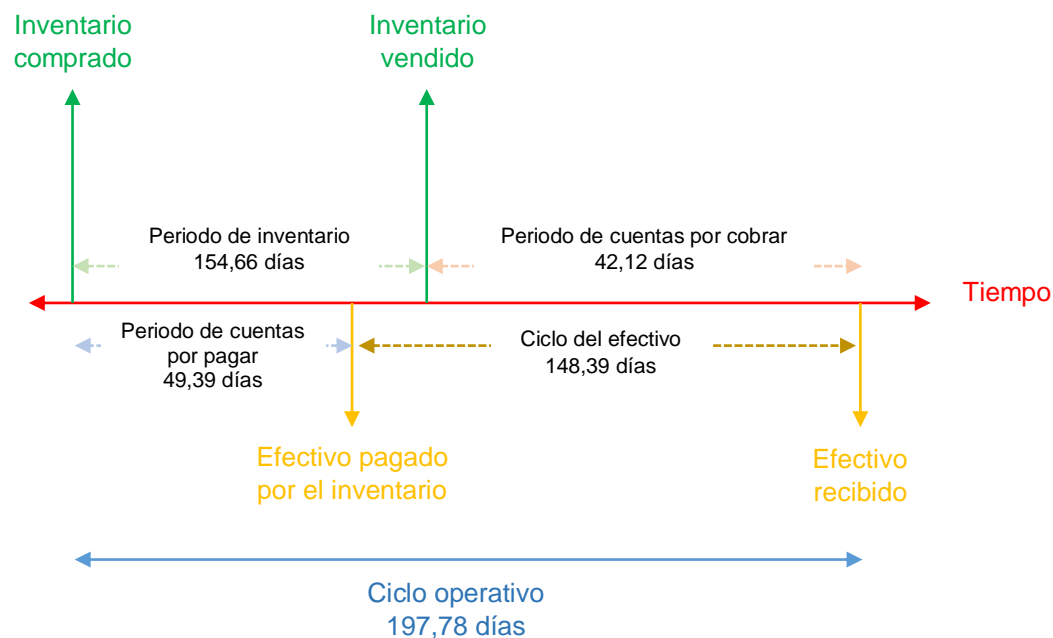 Inventario
comprado
Inventario
vendido
Periodo de inventario
154,66 días
Periodo de cuentas por cobrar
42,12 días
Tiempo
Periodo de cuentas
por pagar
49,39 días
Ciclo del efectivo
148,39 días
Efectivo pagado
por el inventario
Efectivo
recibido
Ciclo operativo
197,78 días